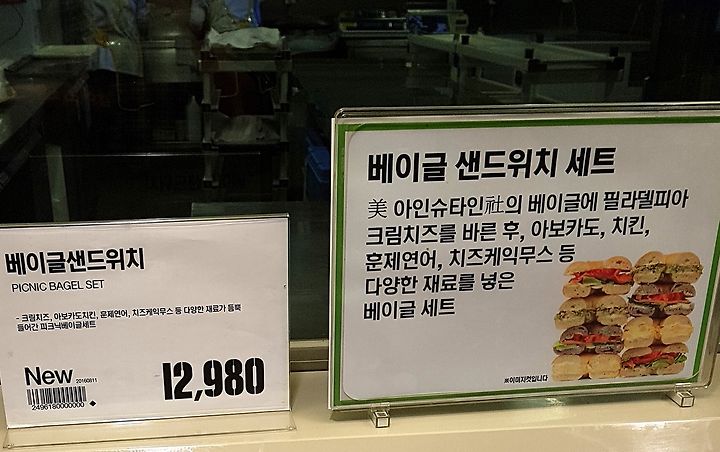 베이글샌드위치
PICNIC BAGEL SET
- 크림치즈, 아보카도치킨, 훈제연어, 치즈케익무스 등 다양한 재료가 듬뿍
들어간 피크닉베이글세트
New 20160811
12,980
2496180000000
베이글 샌드위치 세트
美 아인슈타인社의 베이글에 필라델피아
크림치즈를 바른 후, 아보카도, 치킨,
훈제연어, 치즈케익무스 등
다양한 재료를 넣은
베이글 세트
※이미지컷입니다